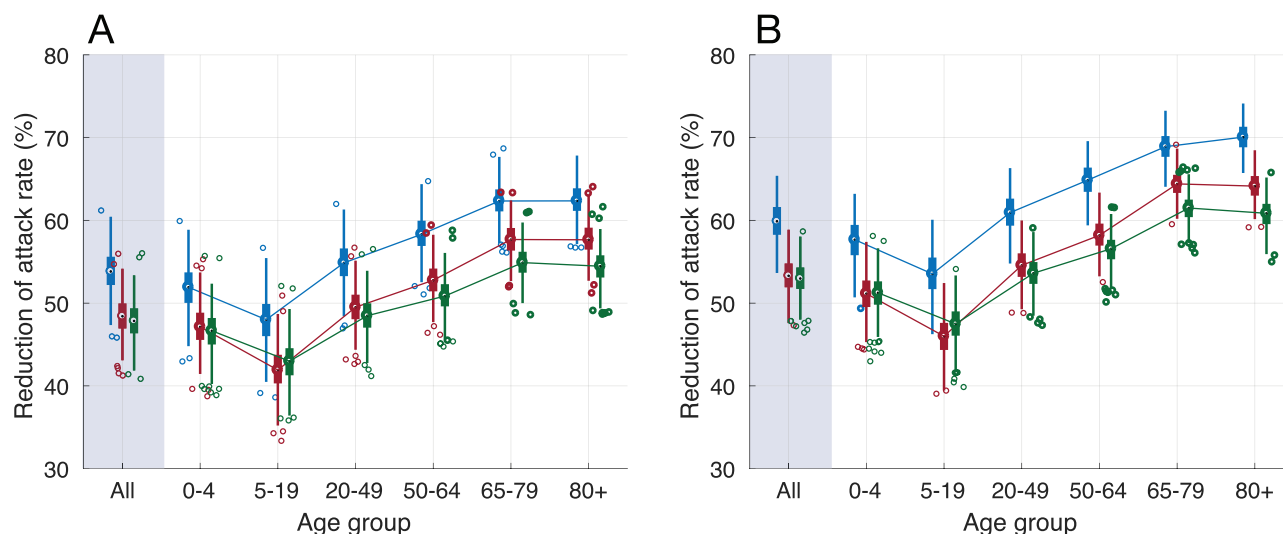 A
Reduction of attack rate (%)
80
70
60
50
40
30
All 0-4 5-19 20-49 50-64 65-79 80+
Age group
B
Reduction of attack rate (%)
80
70
60
50
40
30
All 0-4 5-19 20-49 50-64 65-79 80+
Age group